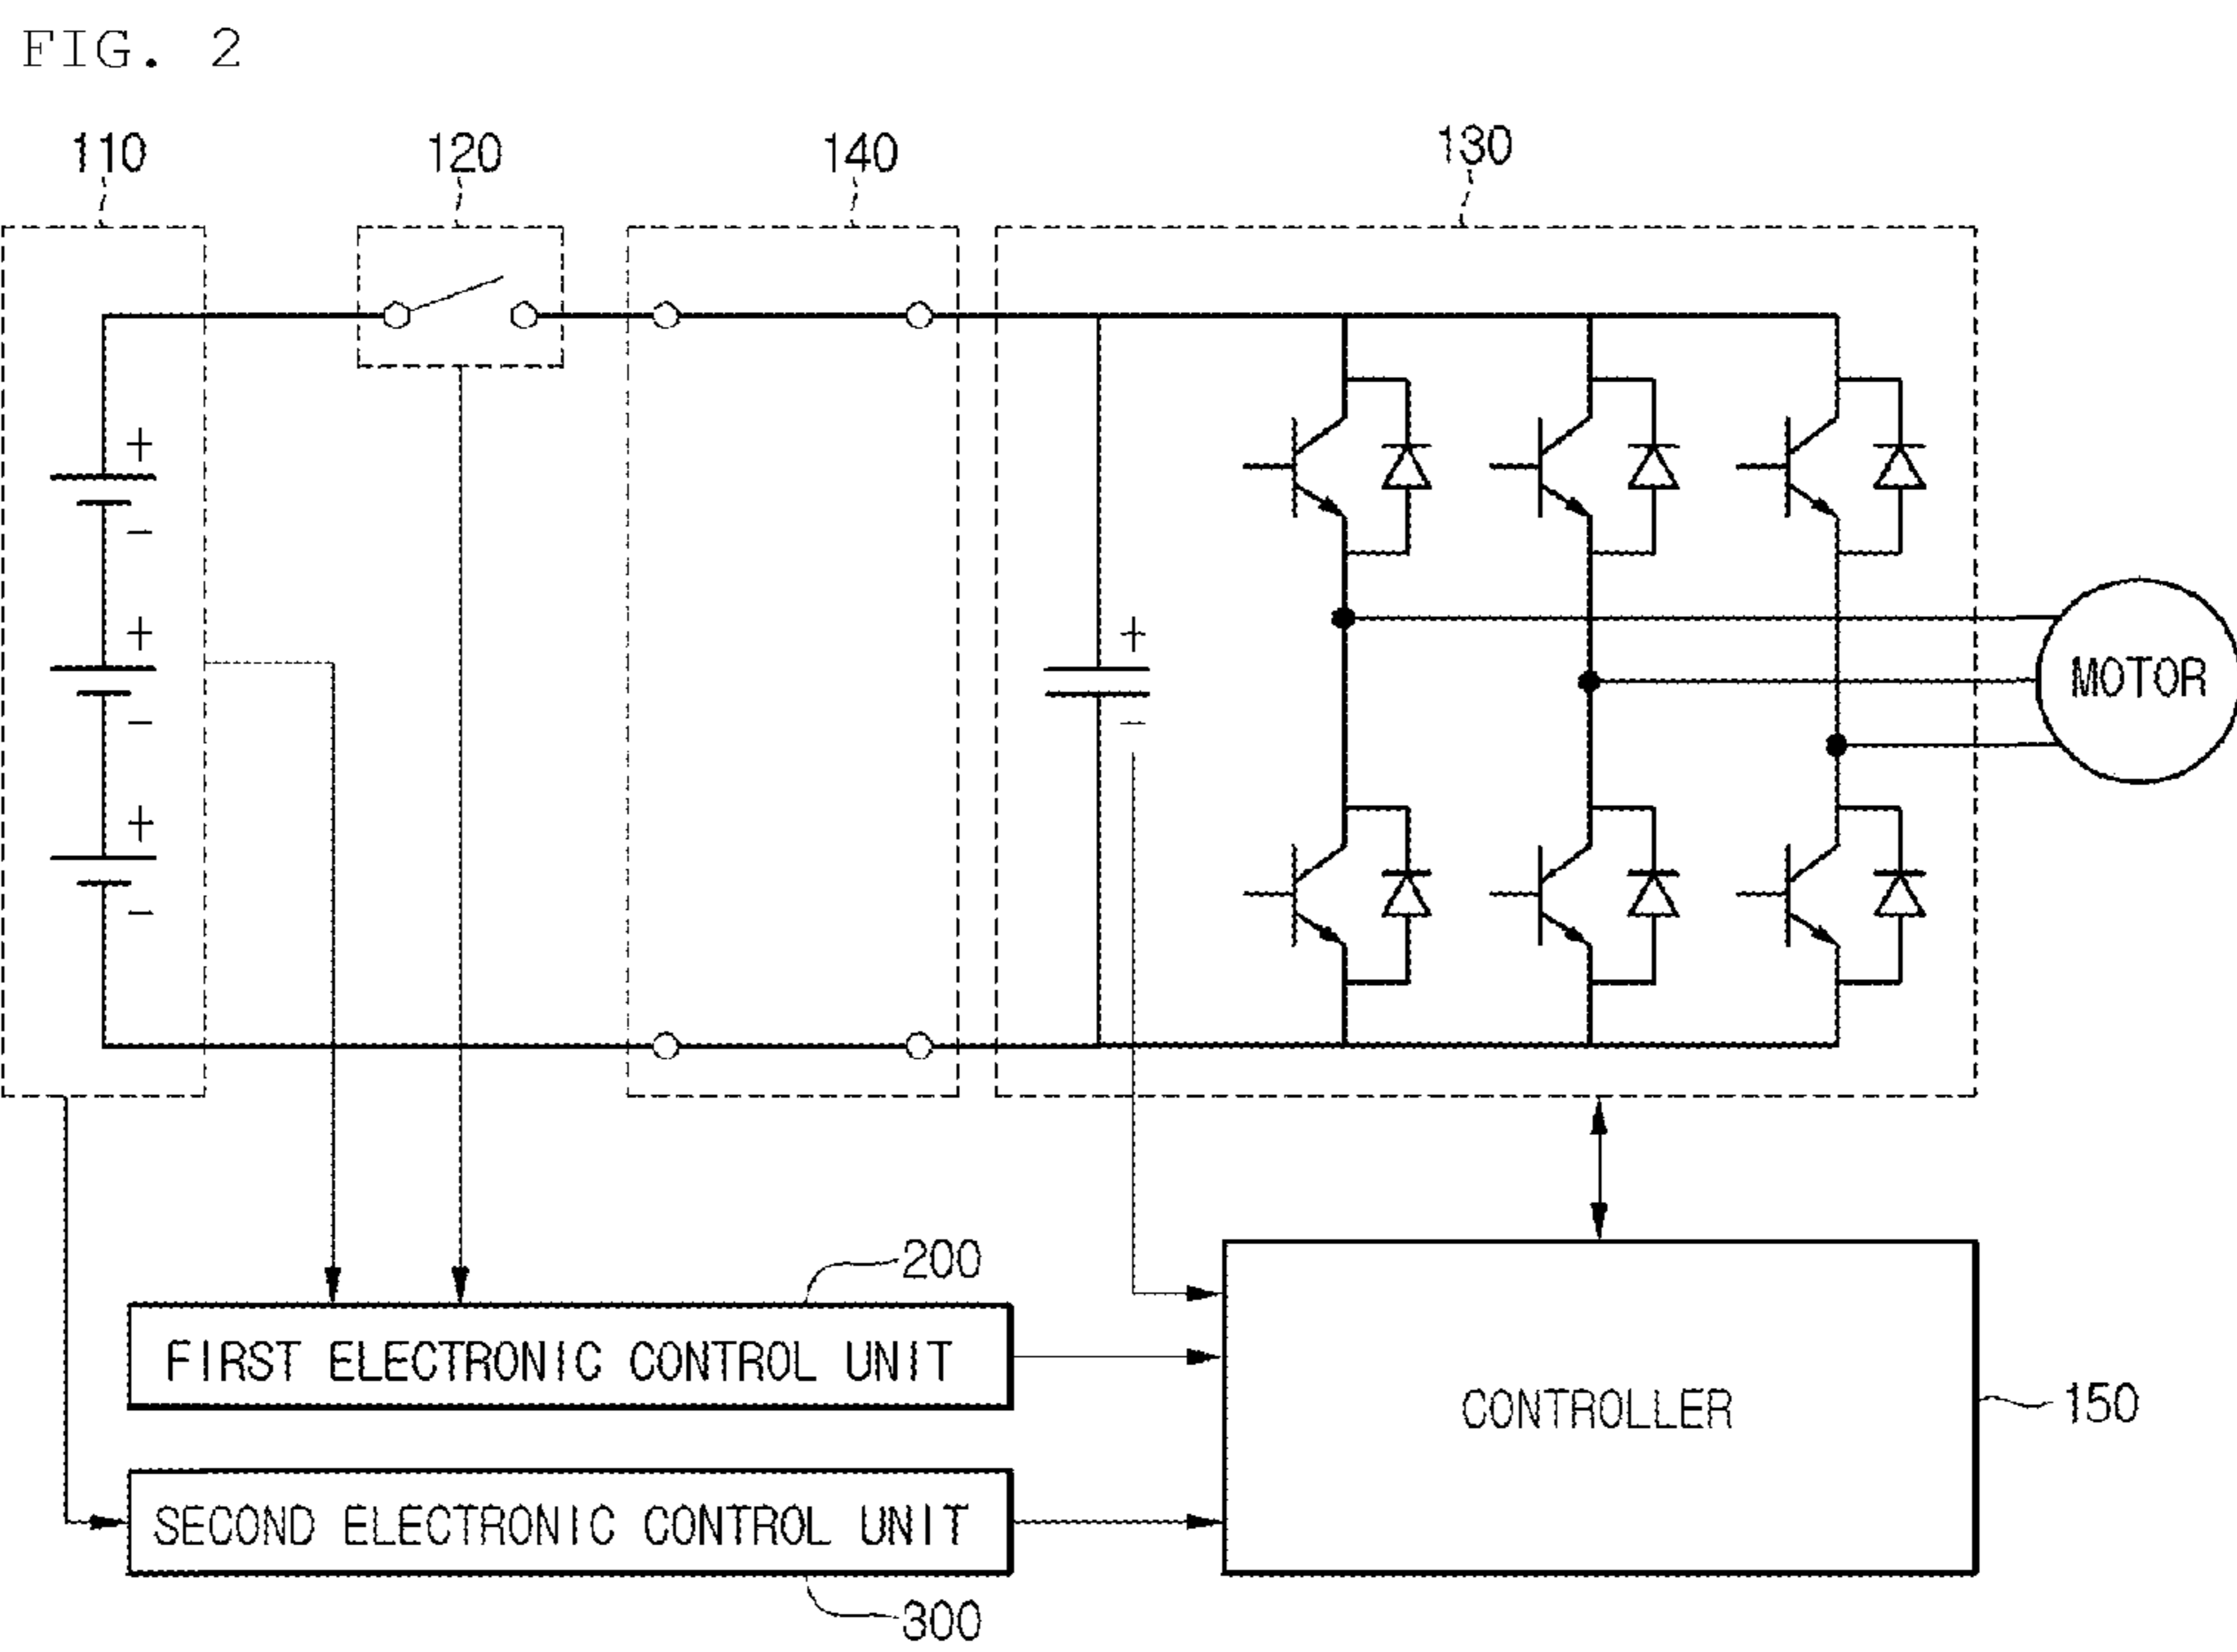 FIG. 2
110 120 140 130
+
−
+
−
+
−
+
−
MOTOR
200
FIRST ELECTRONIC CONTROL UNIT
CONTROLLER
150
SECOND ELECTRONIC CONTROL UNIT
300